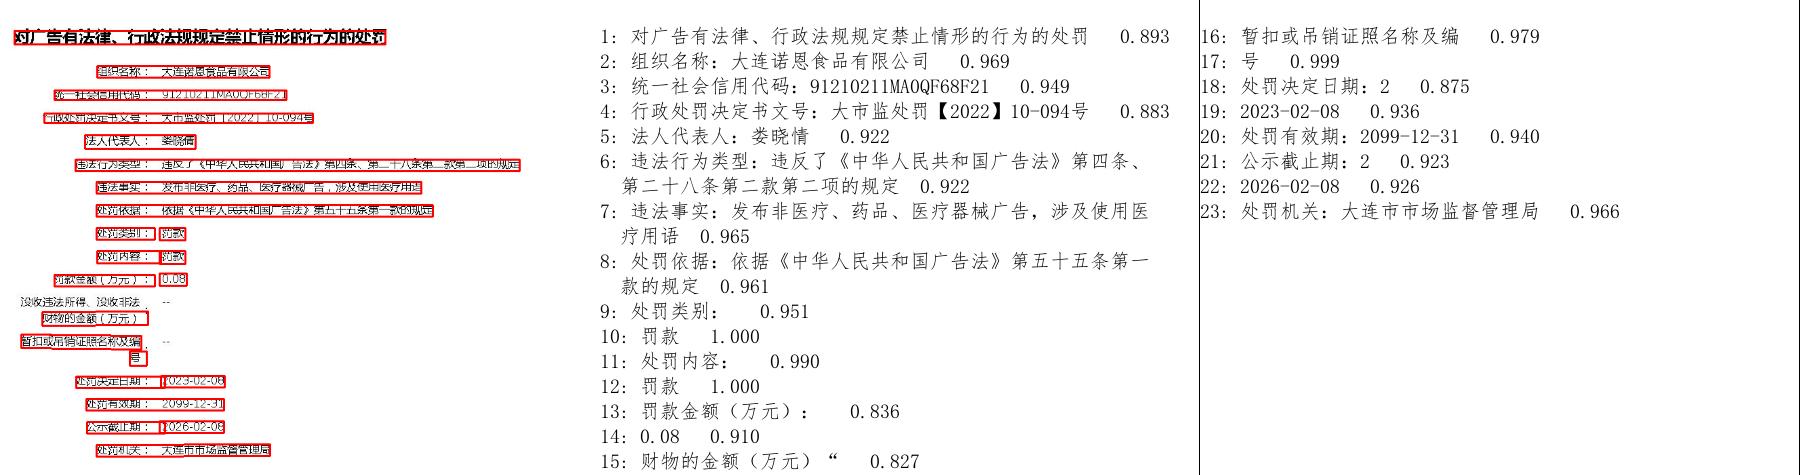 对广告有法律、行政法规规定禁止情形的行为的处罚
组织名称： 大连诺恩食品有限公司
统一社会信用代码： 91210211MA0QF68F21
行政处罚决定书文号： 大市监处罚【2022】10-094号
法人代表人： 娄晓倩
违法行为类型： 违反了《中华人民共和国广告法》第四条、第二十八条第二款第二项的规定
违法事实： 发布非医疗、药品、医疗器械广告，涉及使用医疗用语
处罚依据： 依据《中华人民共和国广告法》第五十五条第一款的规定
处罚类别： 罚款
处罚内容： 罚款
罚款金额（万元）： 0.08
没收违法所得、没收非法 --
财物的金额（万元）：
暂扣或吊销证照名称及编 --
号：
处罚决定日期： 2023-02-08
处罚有效期： 2099-12-31
公示截止期： 2026-02-08
处罚机关： 大连市市场监督管理局
1: 对广告有法律、行政法规规定禁止情形的行为的处罚 0.893
2: 组织名称：大连诺恩食品有限公司 0.969
3: 统一社会信用代码：91210211MA0QF68F21 0.949
4: 行政处罚决定书文号：大市监处罚【2022】10-094号 0.883
5: 法人代表人：娄晓情 0.922
6: 违法行为类型：违反了《中华人民共和国广告法》第四条、
第二十八条第二款第二项的规定 0.922
7: 违法事实：发布非医疗、药品、医疗器械广告，涉及使用医
疗用语 0.965
8: 处罚依据：依据《中华人民共和国广告法》第五十五条第一
款的规定 0.961
9: 处罚类别： 0.951
10: 罚款 1.000
11: 处罚内容： 0.990
12: 罚款 1.000
13: 罚款金额（万元）： 0.836
14: 0.08 0.910
15: 财物的金额（万元）“ 0.827
16: 暂扣或吊销证照名称及编 0.979
17: 号 0.999
18: 处罚决定日期：2 0.875
19: 2023-02-08 0.936
20: 处罚有效期：2099-12-31 0.940
21: 公示截止期：2 0.923
22: 2026-02-08 0.926
23: 处罚机关：大连市市场监督管理局 0.966